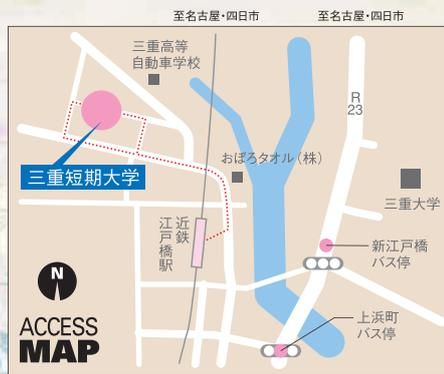 至名古屋・四日市
至名古屋・四日市
三重高等
自動車学校
R
23
おぼろタオル（株）
三重短期大学
三重大学
近鉄
江戸橋駅
新江戸橋
バス停
N
上浜町
バス停
ACCESS
MAP